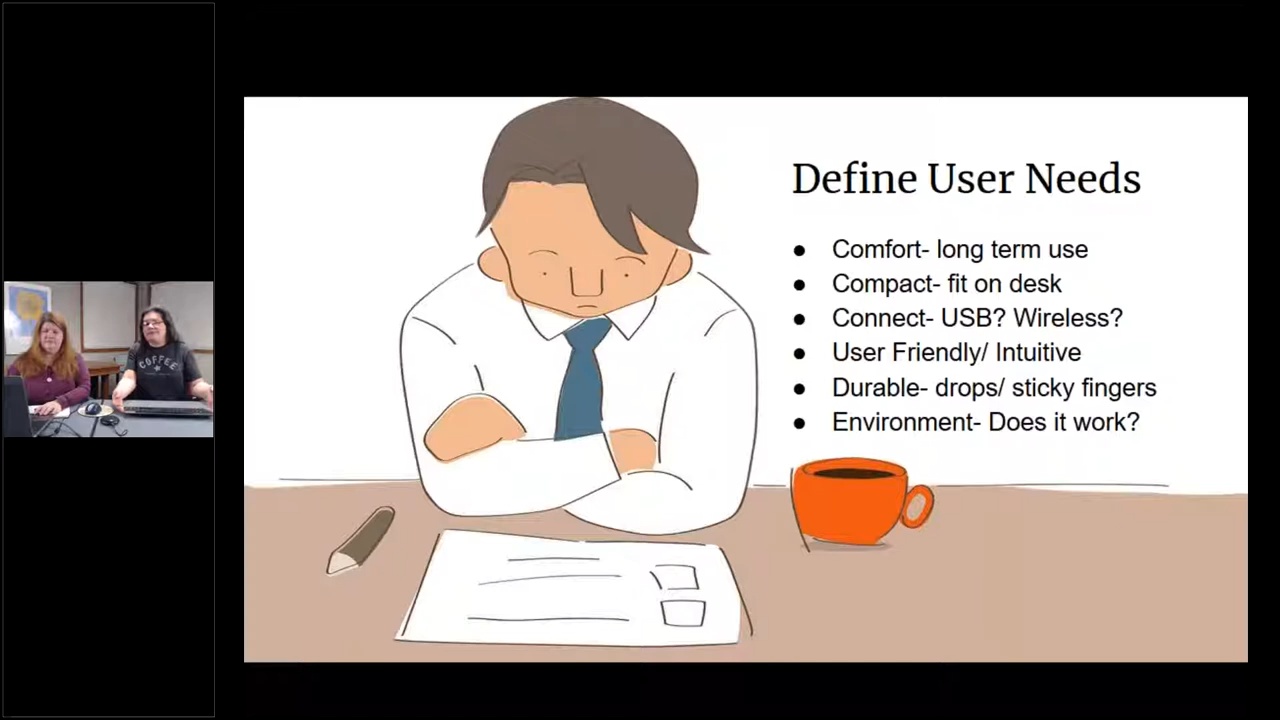 Define User Needs
● Comfort- long term use
● Compact- fit on desk
● Connect- USB? Wireless?
● User Friendly/ Intuitive
● Durable- drops/ sticky fingers
● Environment- Does it work?
COFFEE